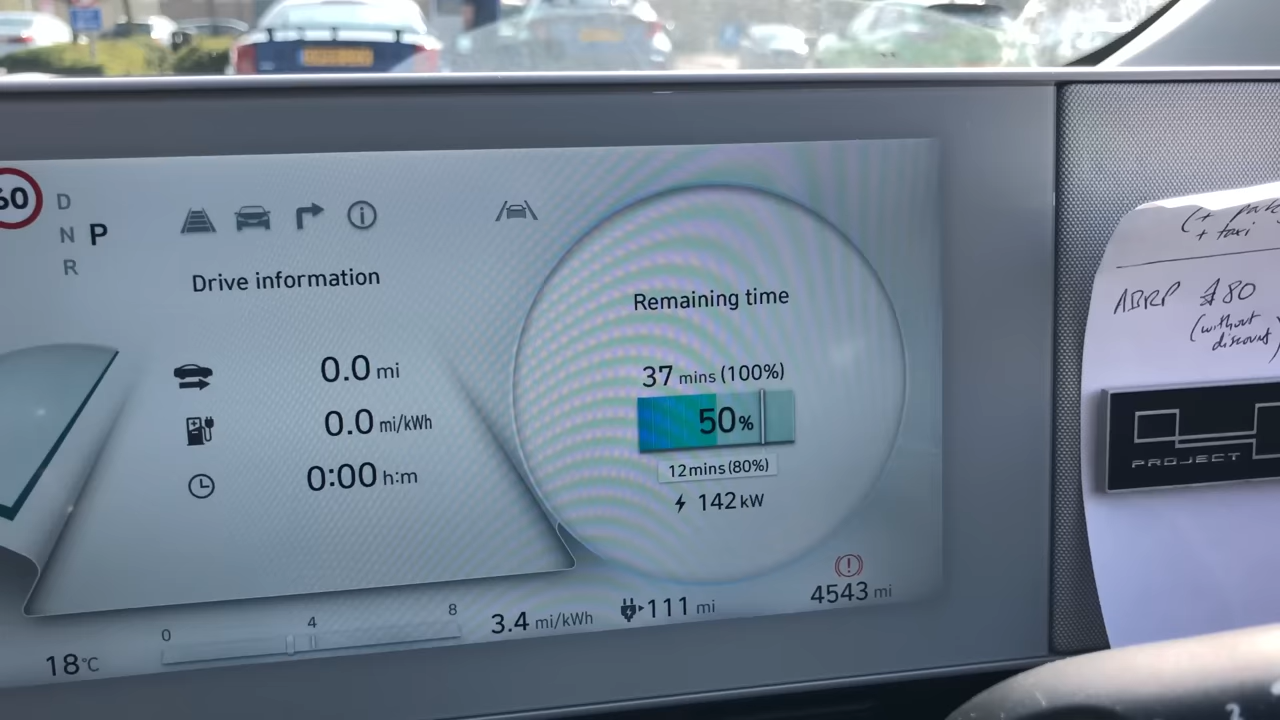 60
D
N P
R
Drive information
0.0 mi
0.0 mi/kWh
0:00 h:m
Remaining time
37 mins (100%)
50%
12mins (80%)
142 kW
0 4 8
18°C
3.4 mi/kWh
111 mi
4543 mi
(+
+ taxi
ABRP £80
(without
discount)
PROJECT